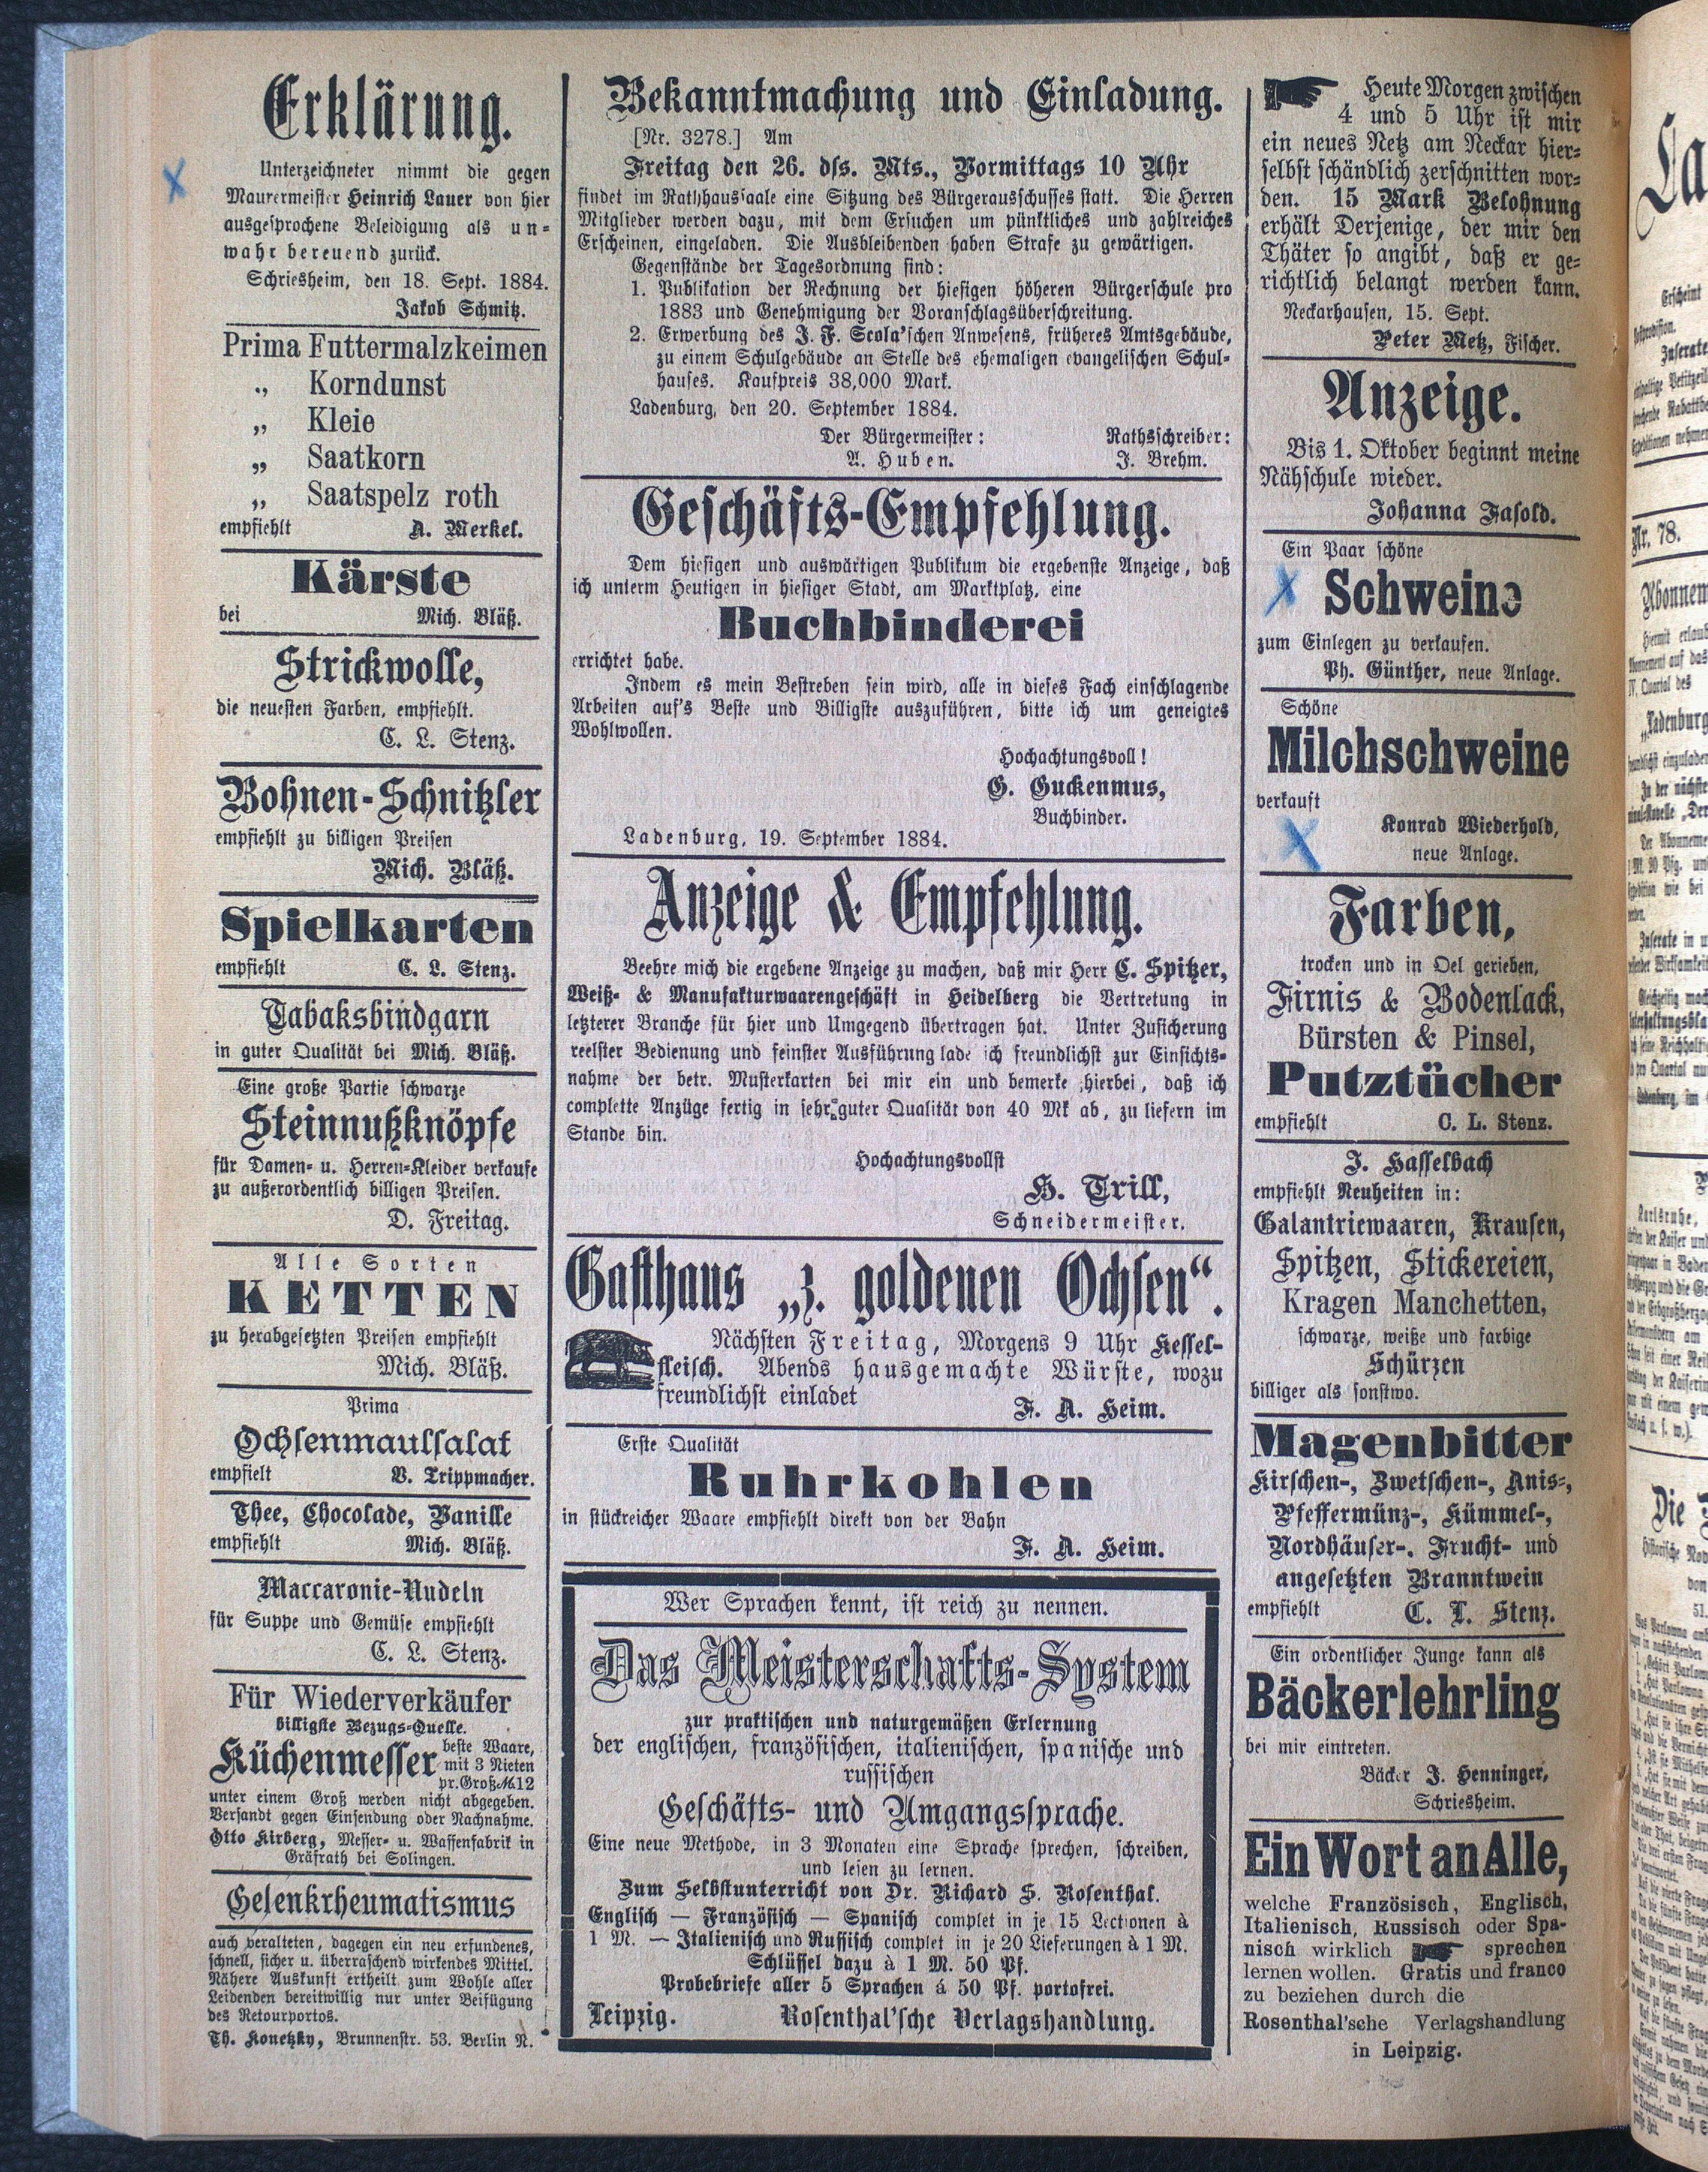 Erklärung.
Unterzeichneter nimmt die gegen
Maurermeister Heinrich Lauer von hier
ausgesprochene Beleidigung als un-
wahr bereuend zurück.
Schriesheim, den 18. Sept. 1884.
Jakob Schmitz.
Prima Futtermalzkeimen
„ Korndunst
„ Kleie
„ Saatkorn
„ Saatspelz roth
empfiehlt A. Merkel.
Kärste
bei Mich. Bläß.
Strickwolle,
die neuesten Farben, empfiehlt.
C. L. Stenz.
Bohnen-Schnitzler
empfiehlt zu billigen Preisen
Mich. Bläß.
Spielkarten
empfiehlt C. L. Stenz.
Tabaksbindgarn
in guter Qualität bei Mich. Bläß.
Eine große Partie schwarze
Steinnußknöpfe
für Damen- u. Herren-Kleider verkaufe
zu außerordentlich billigen Preisen.
D. Freitag.
Alle Sorten
KETTEN
zu herabgesetzten Preisen empfiehlt
Mich. Bläß.
Prima
Ochsenmaulsalat
empfielt V. Trippmacher.
Thee, Chocolade, Vanille
empfiehlt Mich. Bläß.
Maccaronie-Nudeln
für Suppe und Gemüse empfiehlt
C. L. Stenz.
Für Wiederverkäufer
billigste Bezugs-Quelle.
Küchenmesser beste Waare,
mit 3 Nieten
pr. Groß M. 12
unter einem Groß werden nicht abgegeben.
Versandt gegen Einsendung oder Nachnahme.
Otto Kirberg, Messer- u. Waffenfabrik in
Gräfrath bei Solingen.
Gelenkrheumatismus
auch veralteten, dagegen ein neu erfundenes,
schnell, sicher u. überraschend wirkendes Mittel.
Nähere Auskunft ertheilt zum Wohle aller
Leidenden bereitwillig nur unter Beifügung
des Retourportos.
Th. Konetzky, Brunnenstr. 53. Berlin N.
Bekanntmachung und Einladung.
[Nr. 3278.] Am
Freitag den 26. dss. Mts., Vormittags 10 Uhr
findet im Rathhaussaale eine Sitzung des Bürgerausschusses statt. Die Herren
Mitglieder werden dazu, mit dem Ersuchen um pünktliches und zahlreiches
Erscheinen, eingeladen. Die Ausbleibenden haben Strafe zu gewärtigen.
Gegenstände der Tagesordnung sind:
1. Publikation der Rechnung der hiesigen höheren Bürgerschule pro
1883 und Genehmigung der Voranschlagsüberschreitung.
2. Erwerbung des J. F. Scola'schen Anwesens, früheres Amtsgebäude,
zu einem Schulgebäude an Stelle des ehemaligen evangelischen Schul-
hauses. Kaufpreis 38,000 Mark.
Ladenburg, den 20. September 1884.
Der Bürgermeister: Rathsschreiber:
A. Huben. J. Brehm.
Geschäfts-Empfehlung.
Dem hiesigen und auswärtigen Publikum die ergebenste Anzeige, daß
ich unterm Heutigen in hiesiger Stadt, am Marktplatz, eine
Buchbinderei
errichtet habe.
Indem es mein Bestreben sein wird, alle in dieses Fach einschlagende
Arbeiten auf's Beste und Billigste auszuführen, bitte ich um geneigtes
Wohlwollen.
Hochachtungsvoll!
G. Guckenmus,
Buchbinder.
Ladenburg, 19. September 1884.
Anzeige & Empfehlung.
Beehre mich die ergebene Anzeige zu machen, daß mir Herr C. Spitzer,
Weiß- & Manufakturwaarengeschäft in Heidelberg die Vertretung in
letzterer Branche für hier und Umgegend übertragen hat. Unter Zusicherung
reelster Bedienung und feinster Ausführung lade ich freundlichst zur Einsichts-
nahme der betr. Musterkarten bei mir ein und bemerke hierbei, daß ich
complette Anzüge fertig in sehr guter Qualität von 40 Mk ab, zu liefern im
Stande bin.
Hochachtungsvollst
H. Trill,
Schneidermeister.
Gasthaus „z. goldenen Ochsen“.
Nächsten Freitag, Morgens 9 Uhr Kessel-
fleisch. Abends hausgemachte Würste, wozu
freundlichst einladet
F. A. Heim.
Erste Qualität
Ruhrkohlen
in stückreicher Waare empfiehlt direkt von der Bahn
F. A. Heim.
Wer Sprachen kennt, ist reich zu nennen.
Das Meisterschafts-System
zur praktischen und naturgemäßen Erlernung
der englischen, französischen, italienischen, spanische und
russischen
Geschäfts- und Umgangssprache.
Eine neue Methode, in 3 Monaten eine Sprache sprechen, schreiben,
und lesen zu lernen.
Zum Selbstunterricht von Dr. Richard S. Rosenthal.
Englisch — Französisch — Spanisch complet in je 15 Lectionen à
1 M. — Italienisch und Russisch complet in je 20 Lieferungen à 1 M.
Schlüssel dazu à 1 M. 50 Pf.
Probebriefe aller 5 Sprachen á 50 Pf. portofrei.
Leipzig. Rosenthal'sche Verlagshandlung.
Heute Morgen zwischen
4 und 5 Uhr ist mir
ein neues Netz am Neckar hier-
selbst schändlich zerschnitten wor-
den. 15 Mark Belohnung
erhält Derjenige, der mir den
Thäter so angibt, daß er ge-
richtlich belangt werden kann.
Neckarhausen, 15. Sept.
Peter Metz, Fischer.
Anzeige.
Bis 1. Oktober beginnt meine
Nähschule wieder.
Johanna Fasold.
Ein Paar schöne
Schweine
zum Einlegen zu verkaufen.
Ph. Günther, neue Anlage.
Schöne
Milchschweine
verkauft
Konrad Wiederhold,
neue Anlage.
Farben,
trocken und in Oel gerieben,
Firnis & Bodenlack,
Bürsten & Pinsel,
Putztücher
empfiehlt C. L. Stenz.
J. Hasselbach
empfiehlt Neuheiten in:
Galantriewaaren, Krausen,
Spitzen, Stickereien,
Kragen Manchetten,
schwarze, weiße und farbige
Schürzen
billiger als sonstwo.
Magenbitter
Kirschen-, Zwetschen-, Anis-,
Pfeffermünz-, Kümmel-,
Nordhäuser-, Frucht- und
angesetzten Branntwein
empfiehlt C. L. Stenz.
Ein ordentlicher Junge kann als
Bäckerlehrling
bei mir eintreten.
Bäcker J. Henninger,
Schriesheim.
Ein Wort an Alle,
welche Französisch, Englisch,
Italienisch, Russisch oder Spa-
nisch wirklich sprechen
lernen wollen. Gratis und franco
zu beziehen durch die
Rosenthal'sche Verlagshandlung
in Leipzig.
La
Erscheint
Nr. 78.
Die